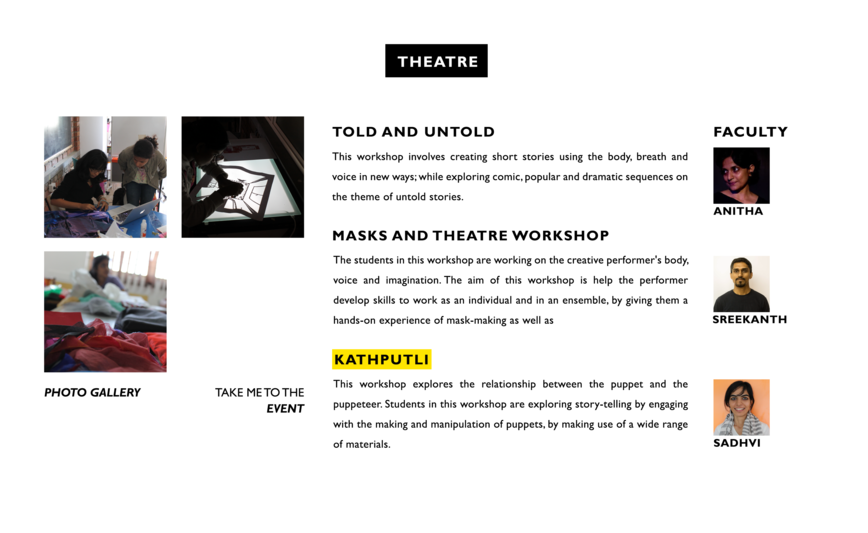 THEATRE
TOLD AND UNTOLD
This workshop involves creating short stories using the body, breath and
voice in new ways; while exploring comic, popular and dramatic sequences on
the theme of untold stories.
MASKS AND THEATRE WORKSHOP
The students in this workshop are working on the creative performer's body,
voice and imagination. The aim of this workshop is help the performer
develop skills to work as an individual and in an ensemble, by giving them a
hands-on experience of mask-making as well as
KATHPUTLI
This workshop explores the relationship between the puppet and the
puppeteer. Students in this workshop are exploring story-telling by engaging
with the making and manipulation of puppets, by making use of a wide range
of materials.
FACULTY
ANITHA
SREEKANTH
SADHVI
PHOTO GALLERY
TAKE ME TO THE
EVENT